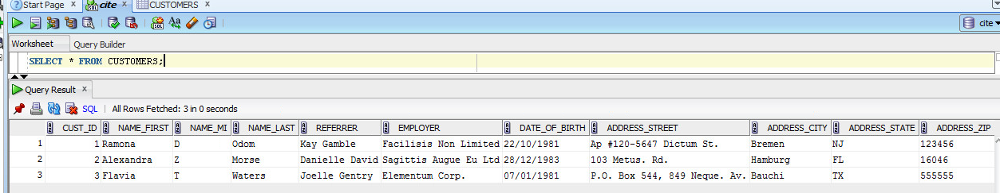 Start Page x cite x CUSTOMERS x
cite
Worksheet Query Builder
SELECT * FROM CUSTOMERS;
Query Result x
SQL All Rows Fetched: 3 in 0 seconds
CUST_ID NAME_FIRST NAME_MI NAME_LAST REFERRER EMPLOYER DATE_OF_BIRTH ADDRESS_STREET ADDRESS_CITY ADDRESS_STATE ADDRESS_ZIP
1 1 Ramona D Odom Kay Gamble Facilisis Non Limited 22/10/1981 Ap #120-5647 Dictum St. Bremen NJ 123456
2 2 Alexandra Z Morse Danielle David Sagittis Augue Eu Ltd 28/12/1983 103 Metus. Rd. Hamburg FL 16046
3 3 Flavia T Waters Joelle Gentry Elementum Corp. 07/01/1981 P.O. Box 544, 849 Neque. Av. Bauchi TX 555555